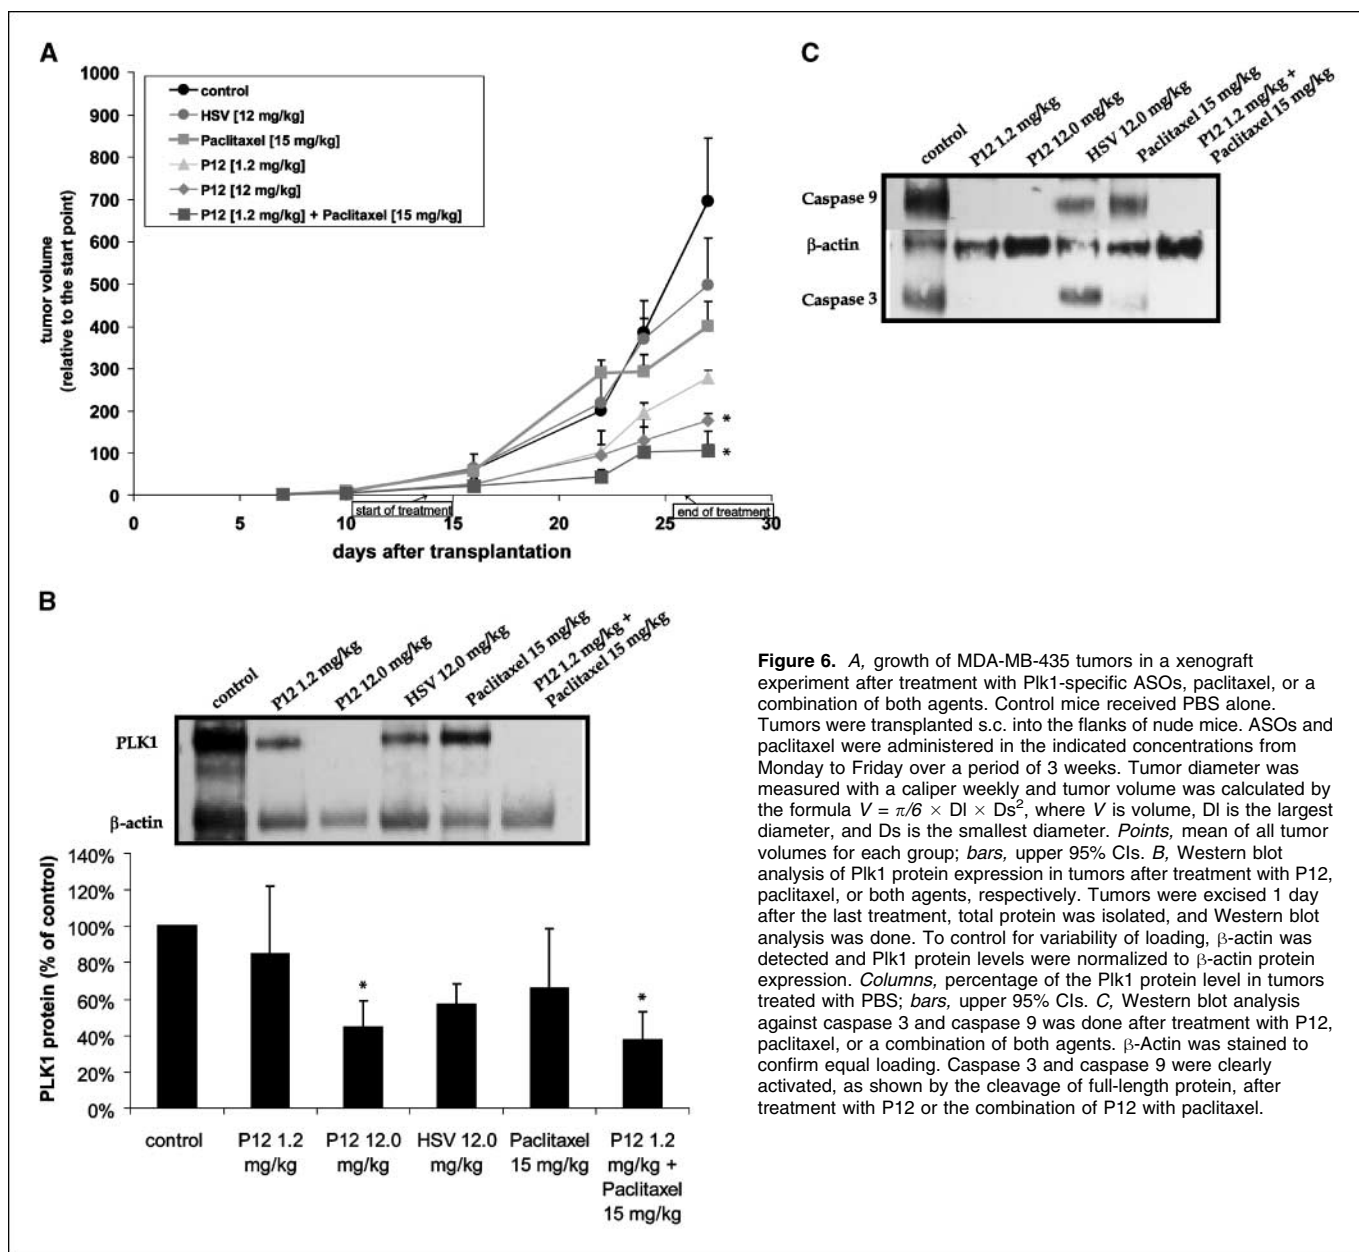 A
1000
900
800
700
600
500
400
300
200
100
0
tumor volume
(relative to the start point)
control
HSV [12 mg/kg]
Paclitaxel [15 mg/kg]
P12 [1.2 mg/kg]
P12 [12 mg/kg]
P12 [1.2 mg/kg] + Paclitaxel [15 mg/kg]
*
*
start of treatment
end of treatment
0 5 10 15 20 25 30
days after transplantation
C
control
P12 1.2 mg/kg
P12 12.0 mg/kg
HSV 12.0 mg/kg
Paclitaxel 15 mg/kg
P12 1.2 mg/kg +
Paclitaxel 15 mg/kg
Caspase 9
β-actin
Caspase 3
B
control
P12 1.2 mg/kg
P12 12.0 mg/kg
HSV 12.0 mg/kg
Paclitaxel 15 mg/kg
P12 1.2 mg/kg +
Paclitaxel 15 mg/kg
PLK1
β-actin
PLK1 protein (% of control)
140%
120%
100%
80%
60%
40%
20%
0%
*
*
control
P12 1.2
mg/kg
P12 12.0
mg/kg
HSV 12.0
mg/kg
Paclitaxel
15 mg/kg
P12 1.2
mg/kg +
Paclitaxel
15 mg/kg
Figure 6. A, growth of MDA-MB-435 tumors in a xenograft
experiment after treatment with Plk1-specific ASOs, paclitaxel, or a
combination of both agents. Control mice received PBS alone.
Tumors were transplanted s.c. into the flanks of nude mice. ASOs and
paclitaxel were administered in the indicated concentrations from
Monday to Friday over a period of 3 weeks. Tumor diameter was
measured with a caliper weekly and tumor volume was calculated by
the formula V = π/6 × Dl × Ds², where V is volume, Dl is the largest
diameter, and Ds is the smallest diameter. Points, mean of all tumor
volumes for each group; bars, upper 95% CIs. B, Western blot
analysis of Plk1 protein expression in tumors after treatment with P12,
paclitaxel, or both agents, respectively. Tumors were excised 1 day
after the last treatment, total protein was isolated, and Western blot
analysis was done. To control for variability of loading, β-actin was
detected and Plk1 protein levels were normalized to β-actin protein
expression. Columns, percentage of the Plk1 protein level in tumors
treated with PBS; bars, upper 95% CIs. C, Western blot analysis
against caspase 3 and caspase 9 was done after treatment with P12,
paclitaxel, or a combination of both agents. β-Actin was stained to
confirm equal loading. Caspase 3 and caspase 9 were clearly
activated, as shown by the cleavage of full-length protein, after
treatment with P12 or the combination of P12 with paclitaxel.